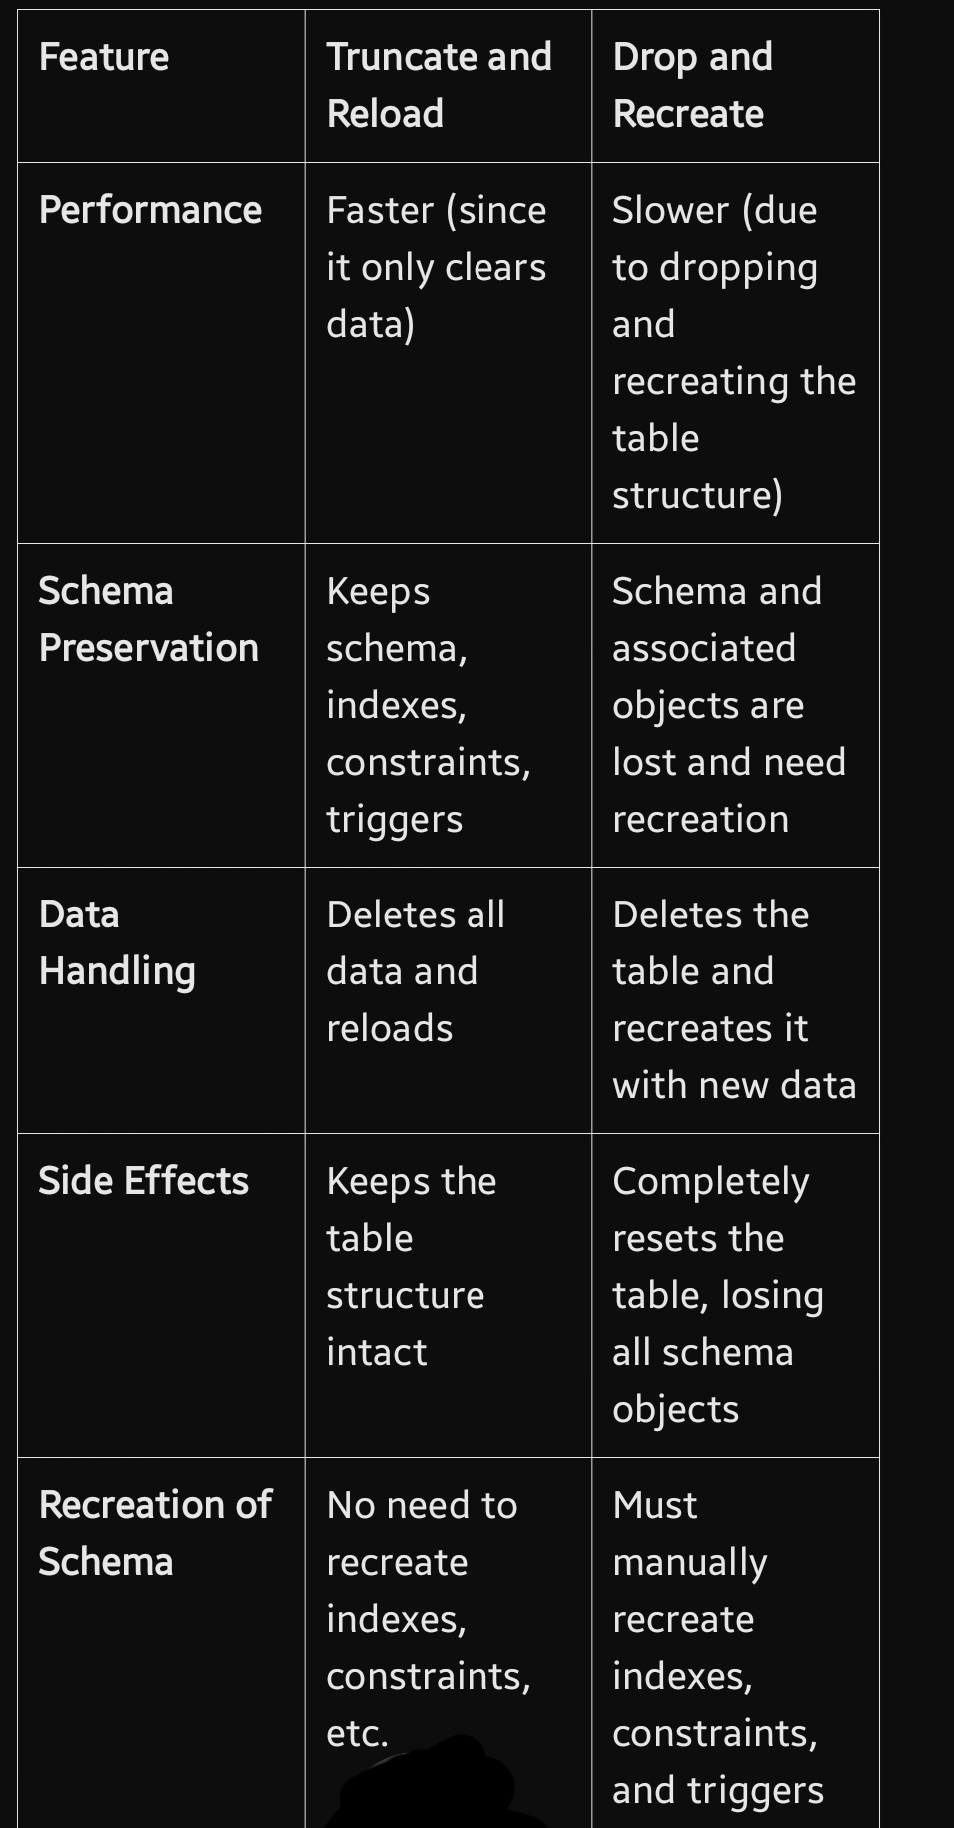 Feature
Truncate and
Reload
Drop and
Recreate
Performance
Faster (since
it only clears
data)
Slower (due
to dropping
and
recreating the
table
structure)
Schema
Preservation
Keeps
schema,
indexes,
constraints,
triggers
Schema and
associated
objects are
lost and need
recreation
Data
Handling
Deletes all
data and
reloads
Deletes the
table and
recreates it
with new data
Side Effects
Keeps the
table
structure
intact
Completely
resets the
table, losing
all schema
objects
Recreation of
Schema
No need to
recreate
indexes,
constraints,
etc.
Must
manually
recreate
indexes,
constraints,
and triggers